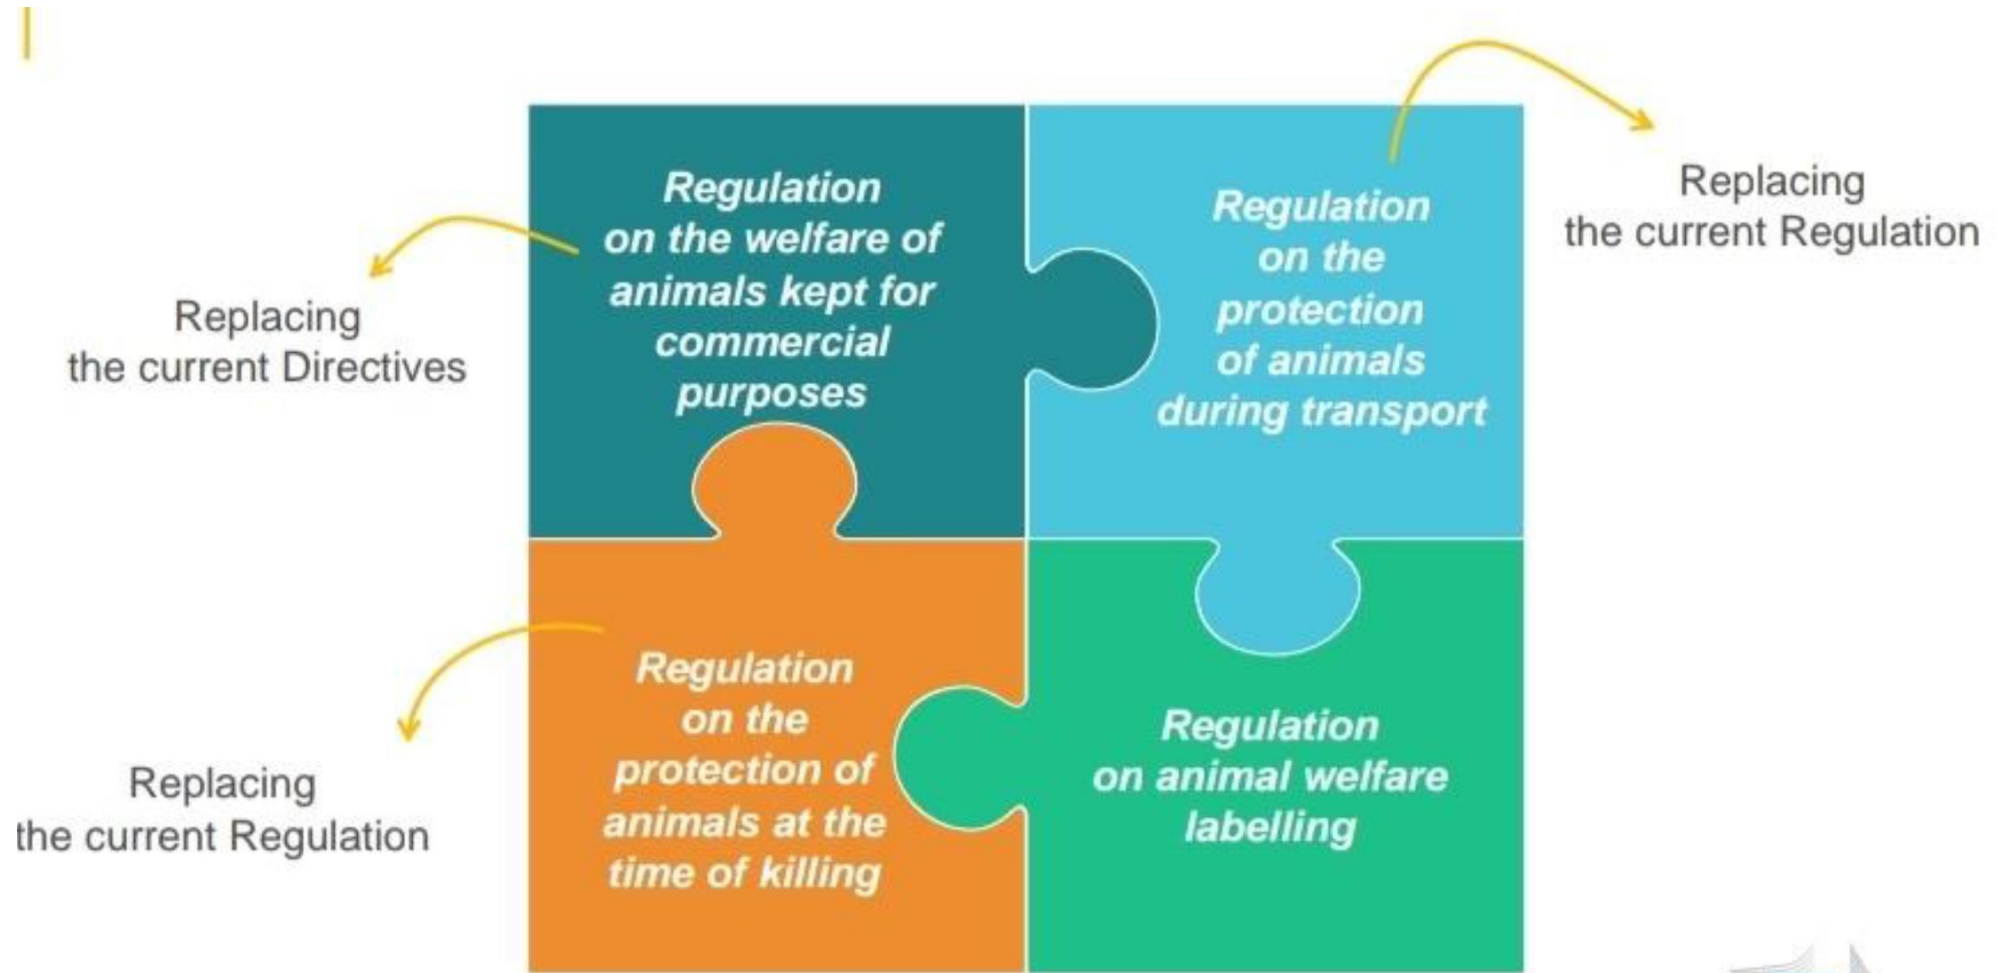 Regulation
on the welfare of
animals kept for
commercial
purposes
Replacing
the current Directives
Regulation
on the
protection
of animals
during transport
Replacing
the current Regulation
Regulation
on the
protection of
animals at the
time of killing
Replacing
the current Regulation
Regulation
on animal welfare
labelling